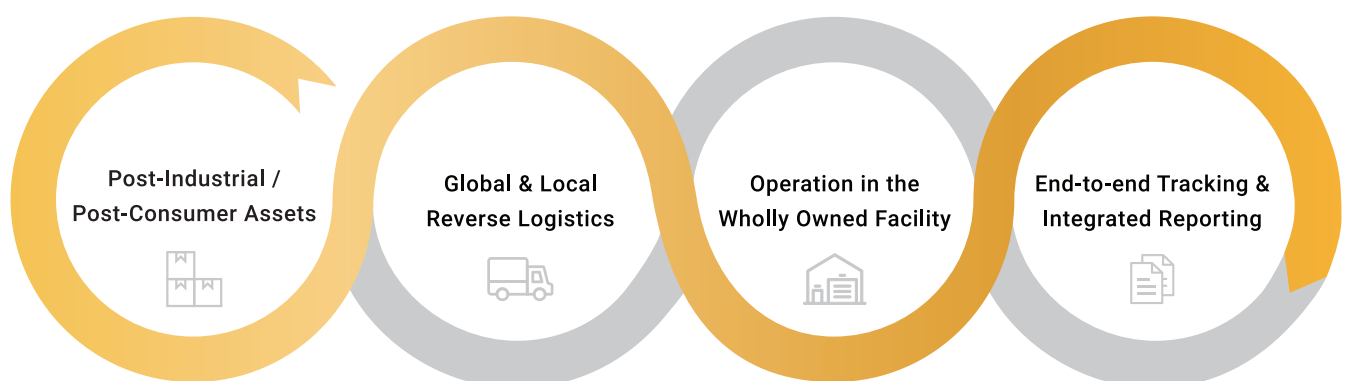 Post-Industrial /
Post-Consumer Assets
Global & Local
Reverse Logistics
Operation in the
Wholly Owned Facility
End-to-end Tracking &
Integrated Reporting